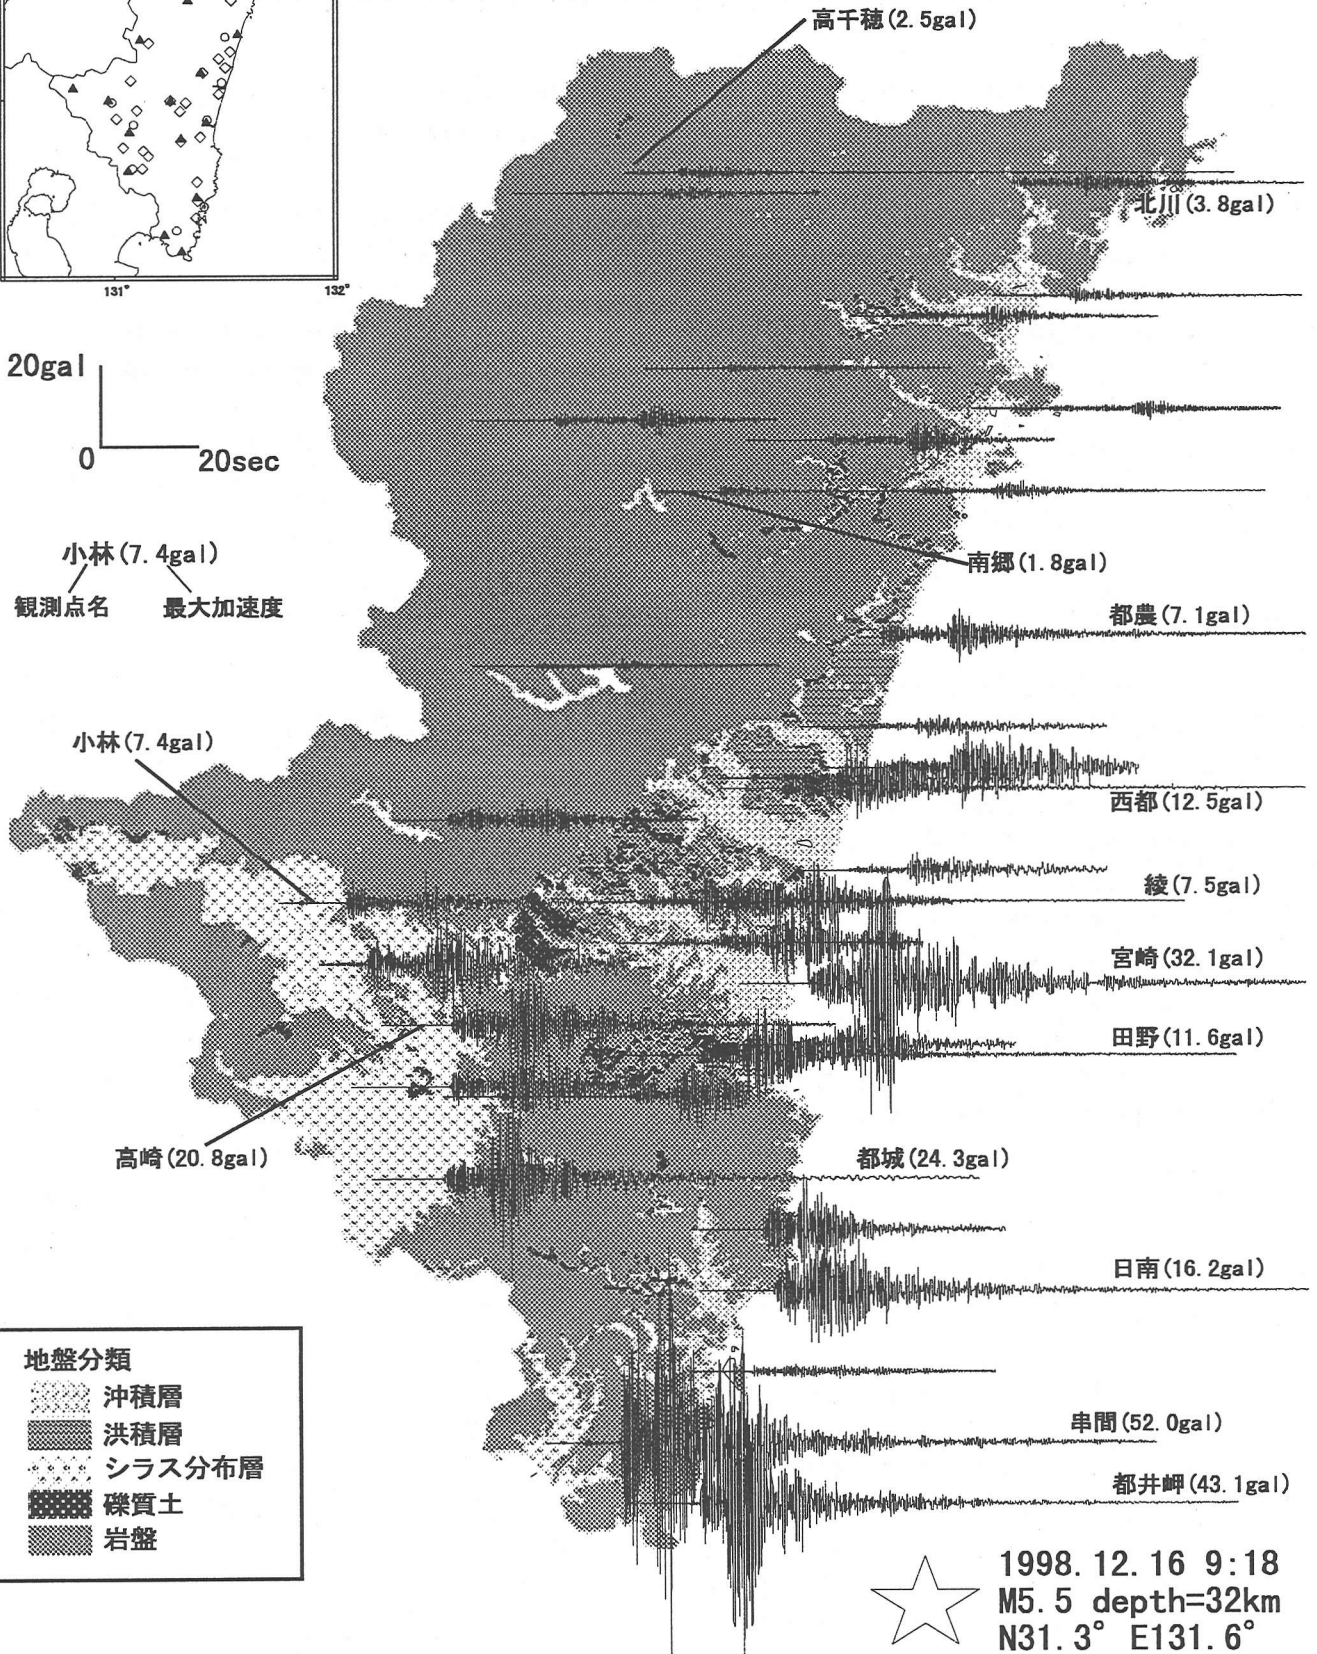 高千穂(2.5gal)
北川(3.8gal)
131°
132°
20gal
0
20sec
小林(7.4gal)
観測点名
最大加速度
南郷(1.8gal)
都農(7.1gal)
小林(7.4gal)
西都(12.5gal)
綾(7.5gal)
宮崎(32.1gal)
田野(11.6gal)
高崎(20.8gal)
都城(24.3gal)
日南(16.2gal)
地盤分類
沖積層
洪積層
シラス分布層
礫質土
岩盤
串間(52.0gal)
都井岬(43.1gal)
1998.12.16 9:18
M5.5 depth=32km
N31.3° E131.6°